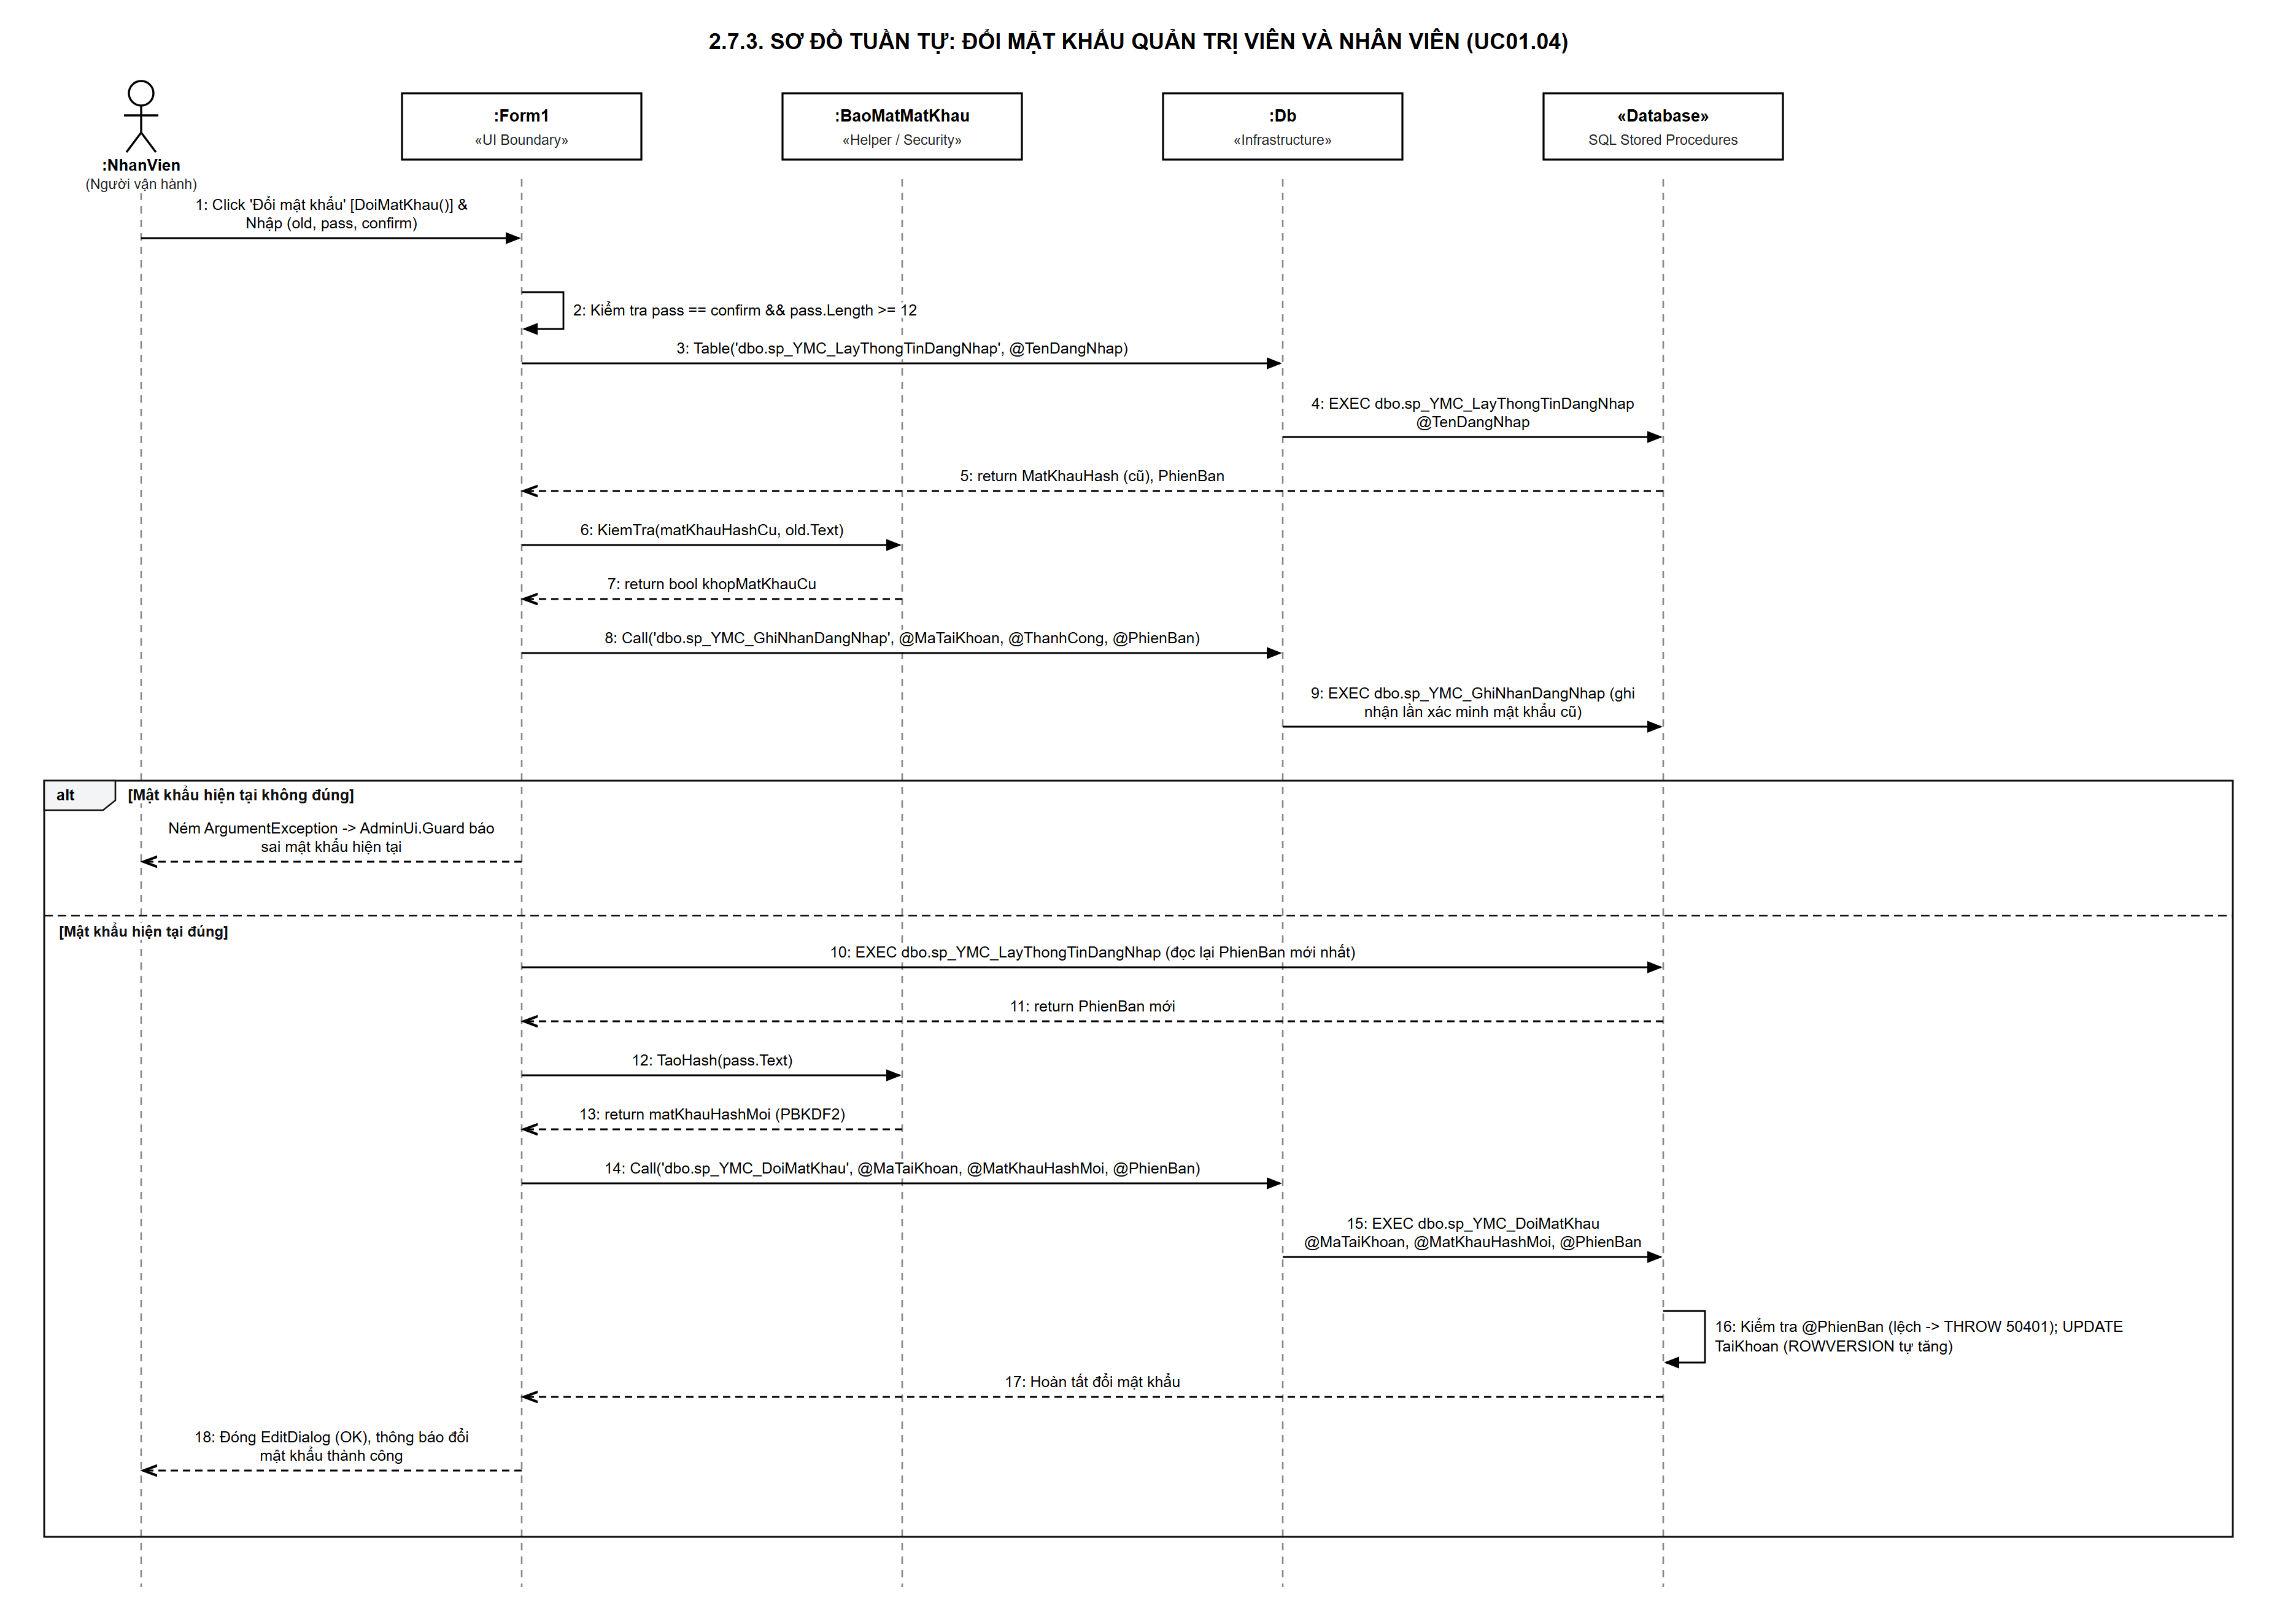 2.7.3. SƠ ĐỒ TUẦN TỰ: ĐỔI MẬT KHẨU QUẢN TRỊ VIÊN VÀ NHÂN VIÊN (UC01.04)
:NhanVien
(Người vận hành)
:Form1
«UI Boundary»
:BaoMatMatKhau
«Helper / Security»
:Db
«Infrastructure»
«Database»
SQL Stored Procedures
1: Click 'Đổi mật khẩu' [DoiMatKhau()] &
Nhập (old, pass, confirm)
2: Kiểm tra pass == confirm && pass.Length >= 12
3: Table('dbo.sp_YMC_LayThongTinDangNhap', @TenDangNhap)
4: EXEC dbo.sp_YMC_LayThongTinDangNhap
@TenDangNhap
5: return MatKhauHash (cũ), PhienBan
6: KiemTra(matKhauHashCu, old.Text)
7: return bool khopMatKhauCu
8: Call('dbo.sp_YMC_GhiNhanDangNhap', @MaTaiKhoan, @ThanhCong, @PhienBan)
9: EXEC dbo.sp_YMC_GhiNhanDangNhap (ghi
nhận lần xác minh mật khẩu cũ)
alt
[Mật khẩu hiện tại không đúng]
Ném ArgumentException -> AdminUi.Guard báo
sai mật khẩu hiện tại
[Mật khẩu hiện tại đúng]
10: EXEC dbo.sp_YMC_LayThongTinDangNhap (đọc lại PhienBan mới nhất)
11: return PhienBan mới
12: TaoHash(pass.Text)
13: return matKhauHashMoi (PBKDF2)
14: Call('dbo.sp_YMC_DoiMatKhau', @MaTaiKhoan, @MatKhauHashMoi, @PhienBan)
15: EXEC dbo.sp_YMC_DoiMatKhau
@MaTaiKhoan, @MatKhauHashMoi, @PhienBan
16: Kiểm tra @PhienBan (lệch -> THROW 50401); UPDATE
TaiKhoan (ROWVERSION tự tăng)
17: Hoàn tất đổi mật khẩu
18: Đóng EditDialog (OK), thông báo đổi
mật khẩu thành công